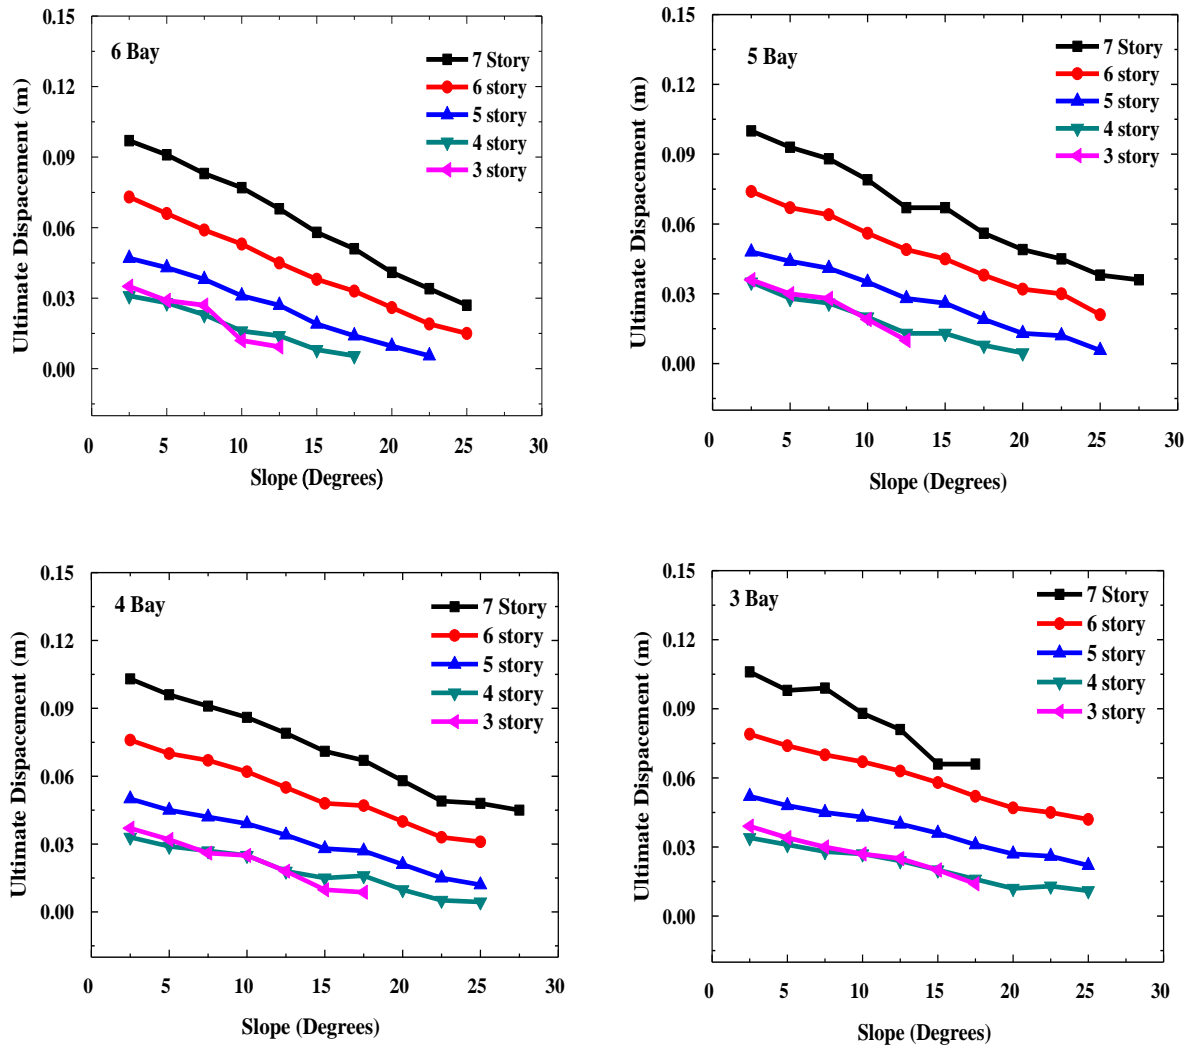 6 Bay
7 Story
6 story
5 story
4 story
3 story
Ultimate Dispacement (m)
0.15
0.12
0.09
0.06
0.03
0.00
0 5 10 15 20 25 30
Slope (Degrees)
5 Bay
7 Story
6 story
5 story
4 story
3 story
Ultimate Dispacement (m)
0.15
0.12
0.09
0.06
0.03
0.00
0 5 10 15 20 25 30
Slope (Degrees)
4 Bay
7 Story
6 story
5 story
4 story
3 story
Ultimate Dispacement (m)
0.15
0.12
0.09
0.06
0.03
0.00
0 5 10 15 20 25 30
Slope (Degrees)
3 Bay
7 Story
6 story
5 story
4 story
3 story
Ultimate Dispacement (m)
0.15
0.12
0.09
0.06
0.03
0.00
0 5 10 15 20 25 30
Slope (Degrees)